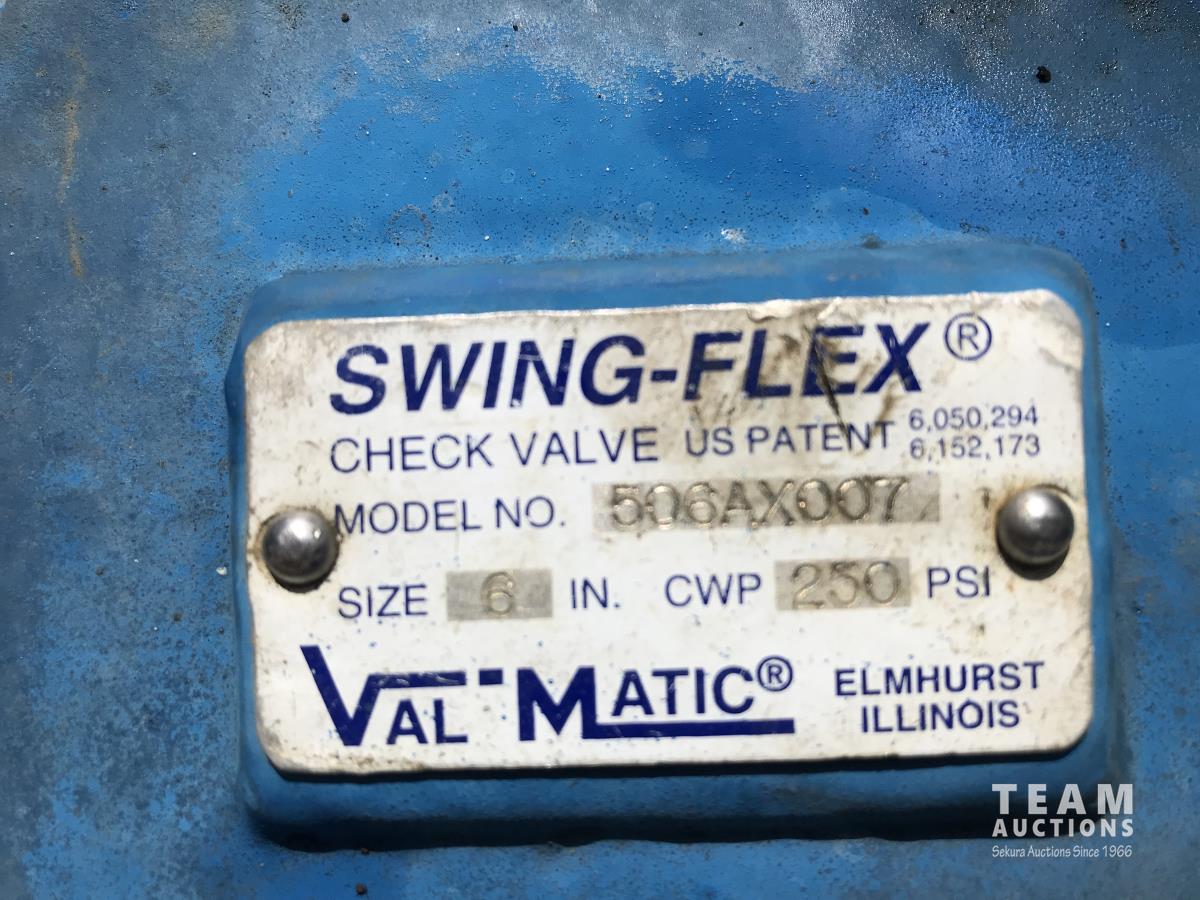 SWING-FLEX®
CHECK VALVE US PATENT 6,050,294
6,152,173
MODEL NO. 506AX007
SIZE 6 IN. CWP 250 PSI
VAL-MATIC® ELMHURST
ILLINOIS
TEAM
AUCTIONS
Sekura Auctions Since 1966